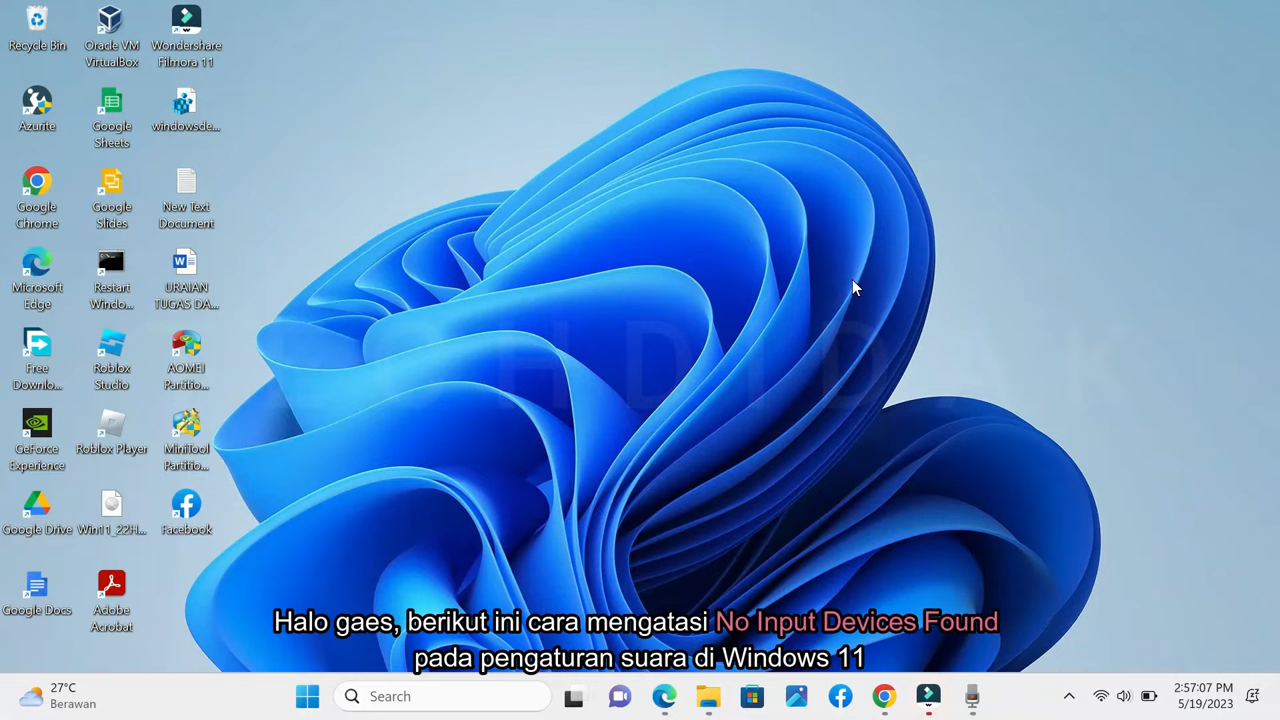 Recycle Bin
Oracle VM
VirtualBox
Wondershare
Filmora 11
Azurite
Google
Sheets
windowsde...
Google
Chrome
Google
Slides
New Text
Document
Microsoft
Edge
Restart
Windo...
URAIAN
TUGAS DA...
Free
Downlo...
Roblox
Studio
AOMEI
Partitio...
GeForce
Experience
Roblox Player
MiniTool
Partitio...
Google Drive
Win11_22H...
Facebook
Google Docs
Adobe
Acrobat
Halo gaes, berikut ini cara mengatasi No Input Devices Found
pada pengaturan suara di Windows 11
27°C
Berawan
Search
2:57:07 PM
5/19/2023